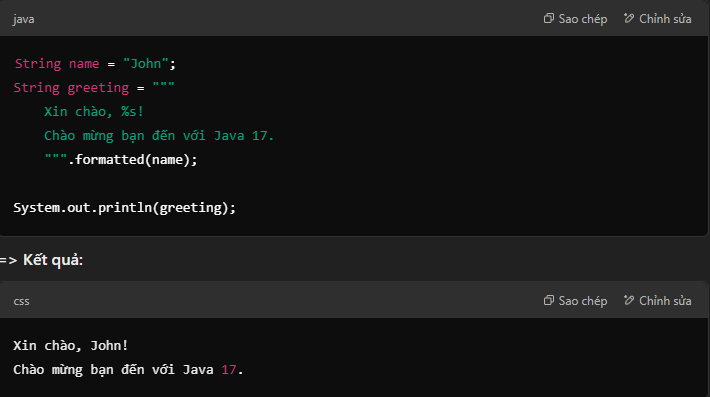 java
Sao chép
Chỉnh sửa
String name = "John";
String greeting = """
    Xin chào, %s!
    Chào mừng bạn đến với Java 17.
    """.formatted(name);

System.out.println(greeting);
=> Kết quả:
css
Sao chép
Chỉnh sửa
Xin chào, John!
Chào mừng bạn đến với Java 17.